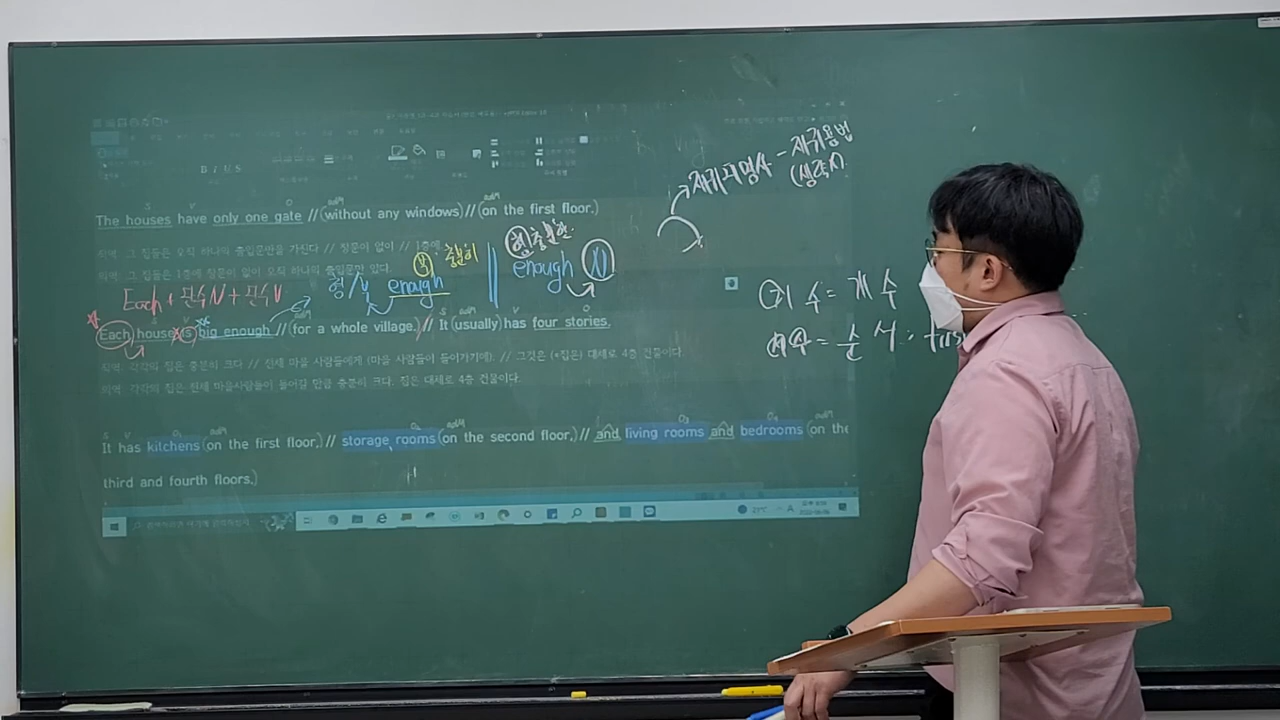 재귀대명사 - 재귀용법
(생략X)
B I U S
S V O adv
The houses have only one gate // (without any windows) // (on the first floor.)
직역. 그 집들은 오직 하나의 출입문만을 가진다 // 창문이 없이 // 1층에
의역. 그 집들은 1층에 창문이 없이 오직 하나의 출입문만 있다.
부 충분히
형 충분한
형/V enough
enough N
Each + 단수N + 단수V
기수 = 개수
서수 = 순서 : firs
Each house is big enough // (for a whole village.) // It (usually) has four stories.
직역. 각각의 집은 충분히 크다 // 전체 마을 사람들에게 (마을 사람들이 들어가기에). // 그것은 (*집은) 대체로 4층 건물이다.
의역. 각각의 집은 전체 마을사람들이 들어갈 만큼 충분히 크다. 집은 대체로 4층 건물이다.
It has kitchens (on the first floor,) // storage rooms (on the second floor,) // and living rooms and bedrooms (on the
third and fourth floors.)
21℃